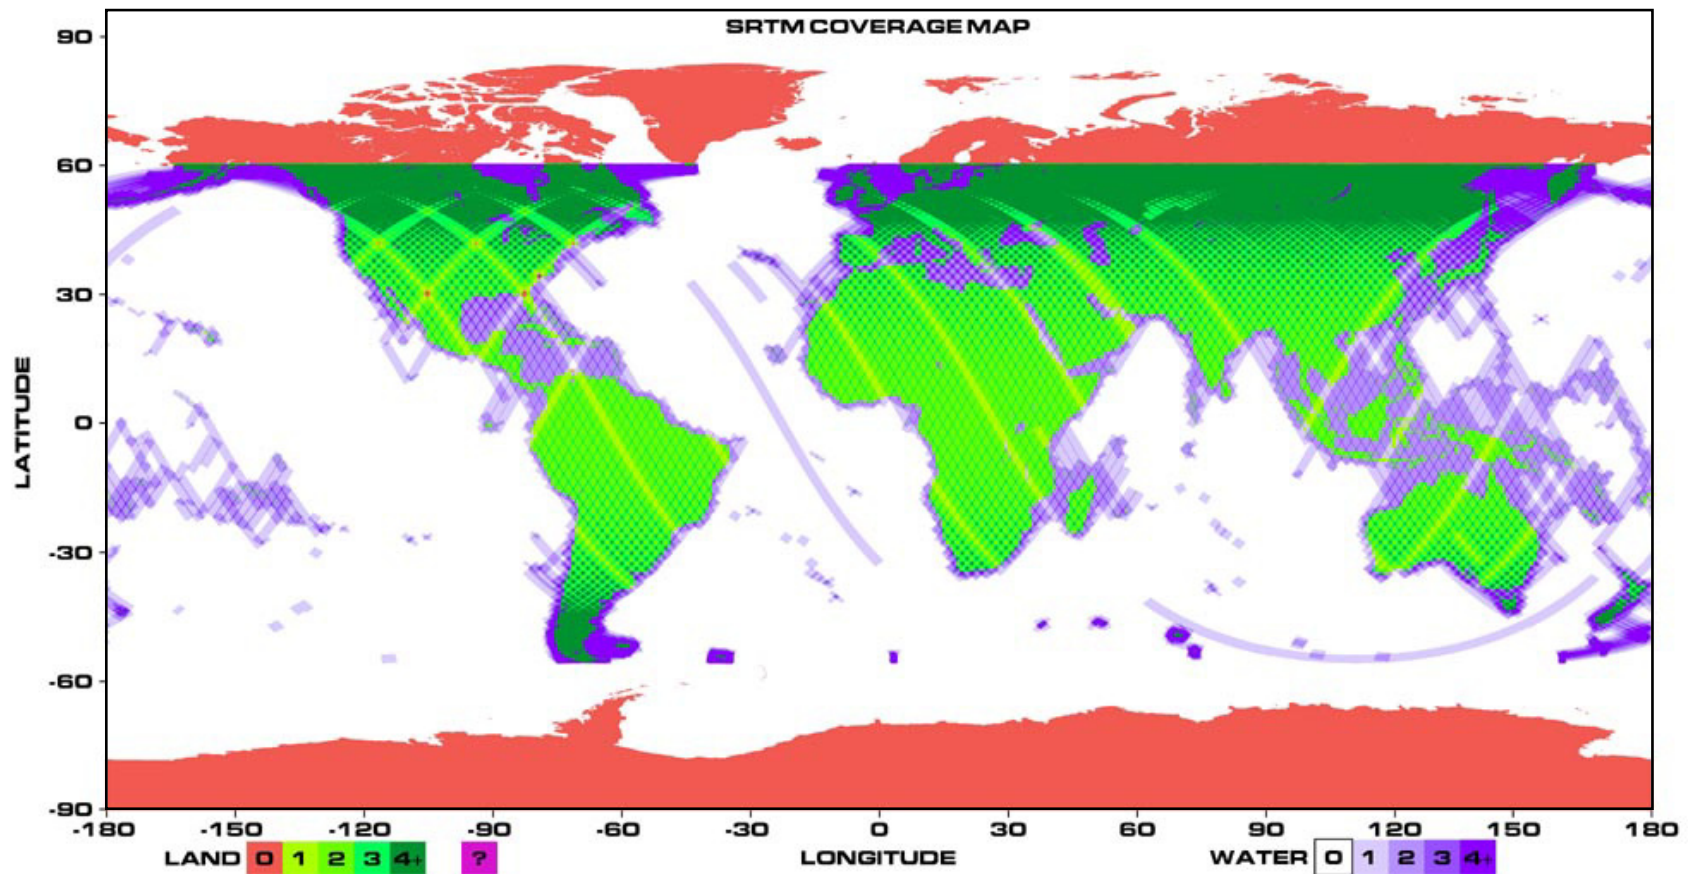 SRTM COVERAGE MAP
90
60
30
0
-30
-60
-90
LATITUDE
-180 -150 -120 -90 -60 -30 0 30 60 90 120 150 180
LAND 0 1 2 3 4+ ? LONGITUDE WATER 0 1 2 3 4+